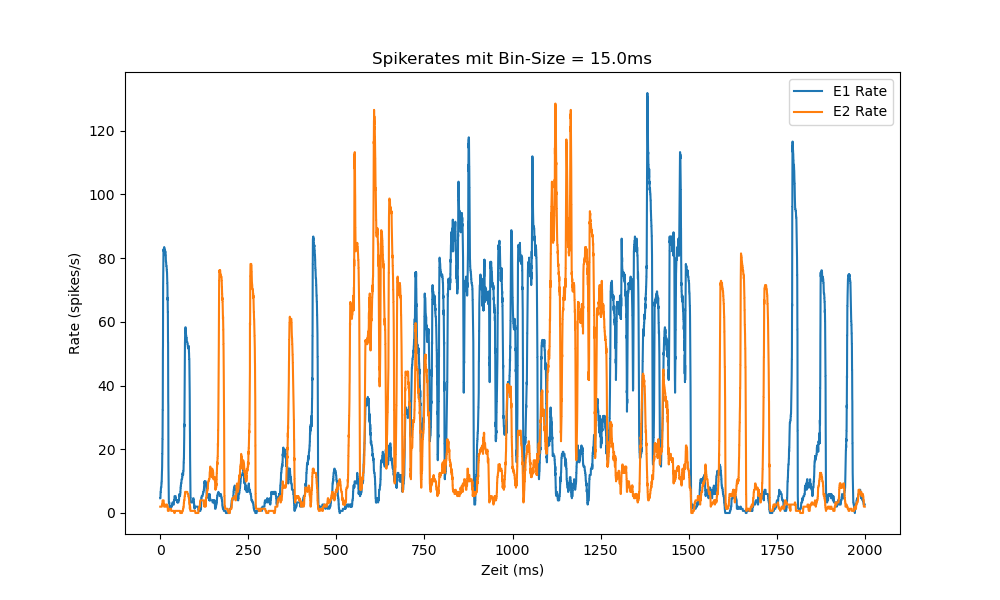 Spikerates mit Bin-Size = 15.0ms
E1 Rate
E2 Rate
Rate (spikes/s)
120
100
80
60
40
20
0
0 250 500 750 1000 1250 1500 1750 2000
Zeit (ms)